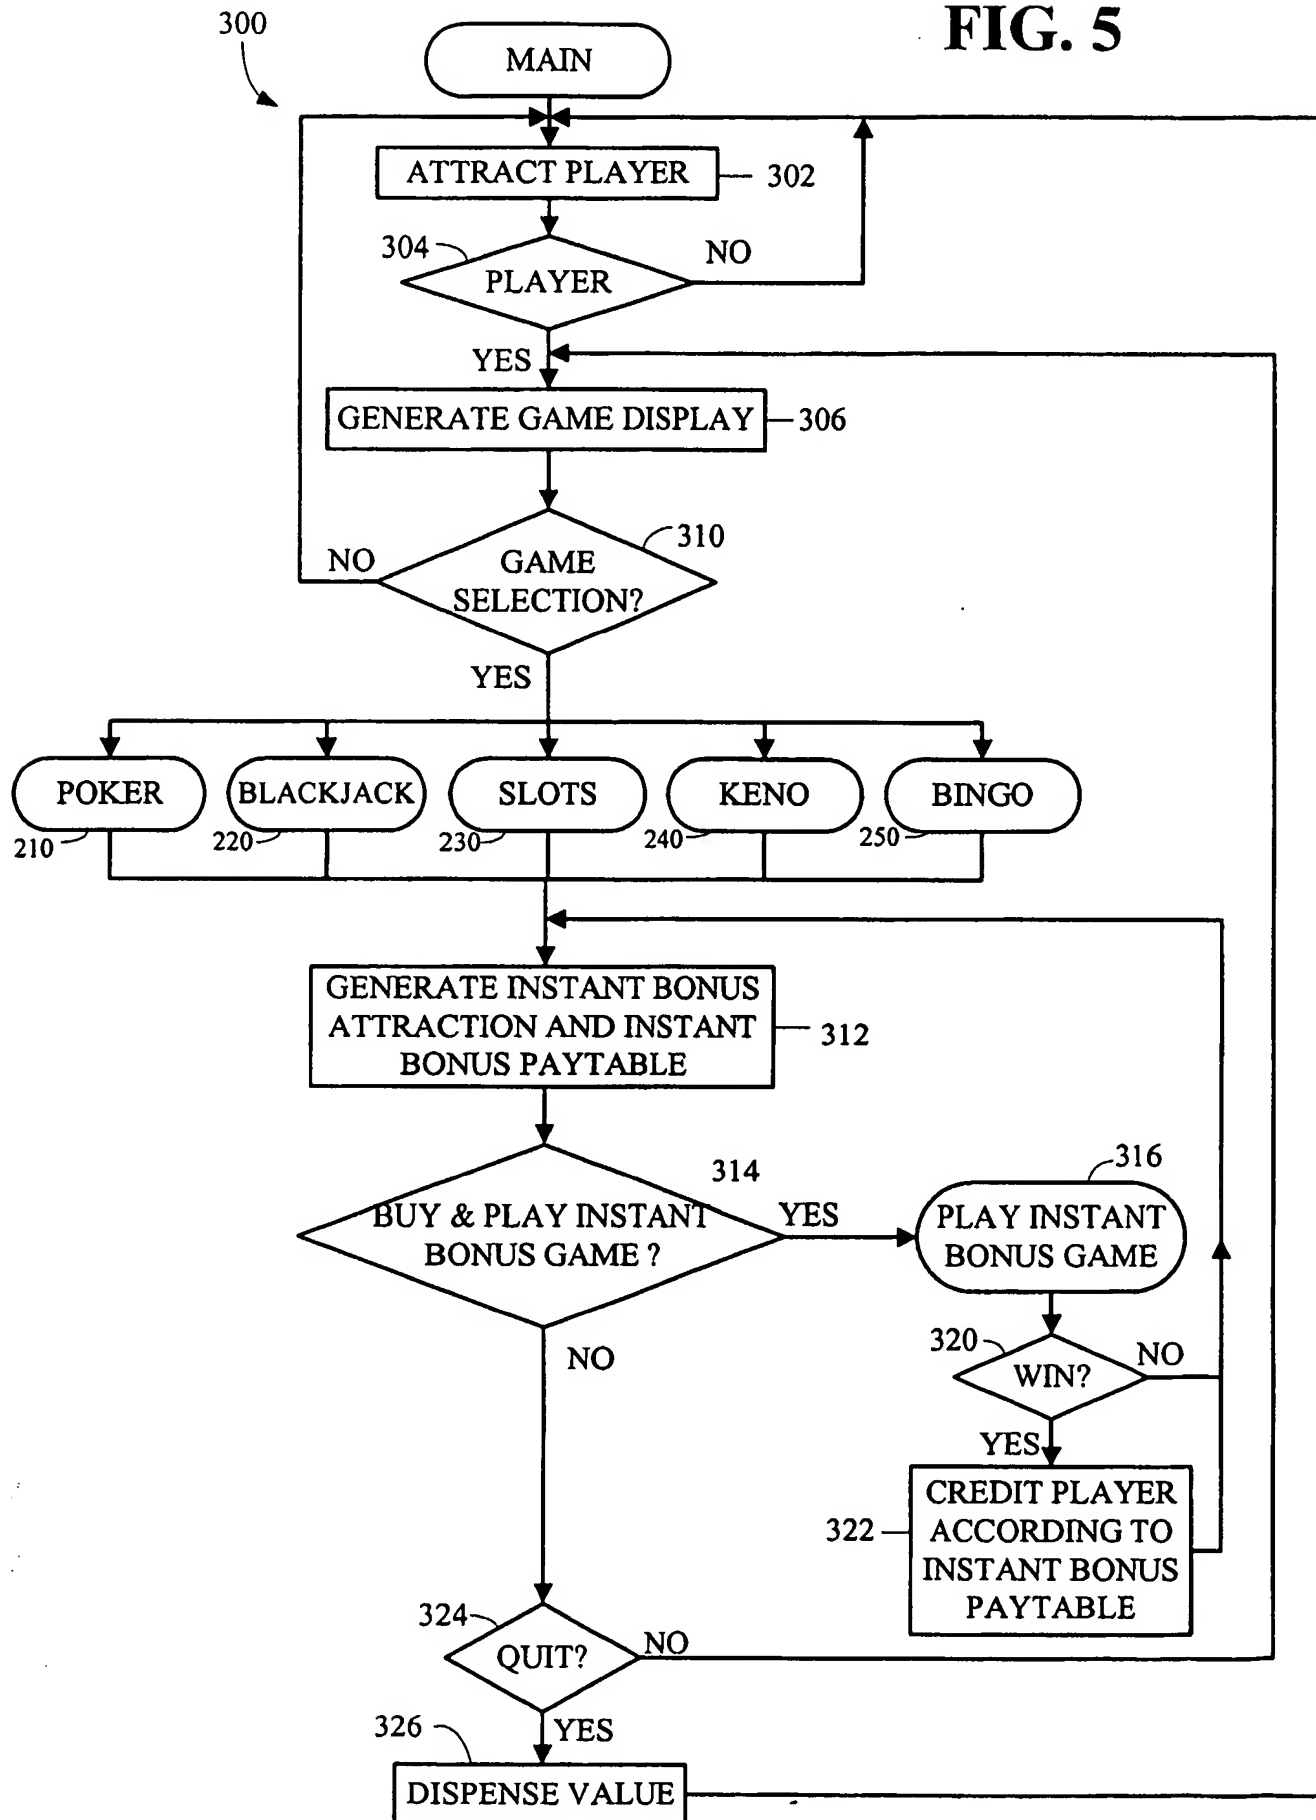 FIG. 5
300
MAIN
ATTRACT PLAYER
302
304
PLAYER
NO
YES
GENERATE GAME DISPLAY
306
310
GAME
SELECTION?
NO
YES
POKER
BLACKJACK
SLOTS
KENO
BINGO
210
220
230
240
250
GENERATE INSTANT BONUS
ATTRACTION AND INSTANT
BONUS PAYTABLE
312
314
BUY & PLAY INSTANT
BONUS GAME ?
YES
316
PLAY INSTANT
BONUS GAME
NO
320
WIN?
NO
YES
322
CREDIT PLAYER
ACCORDING TO
INSTANT BONUS
PAYTABLE
324
QUIT?
NO
YES
326
DISPENSE VALUE